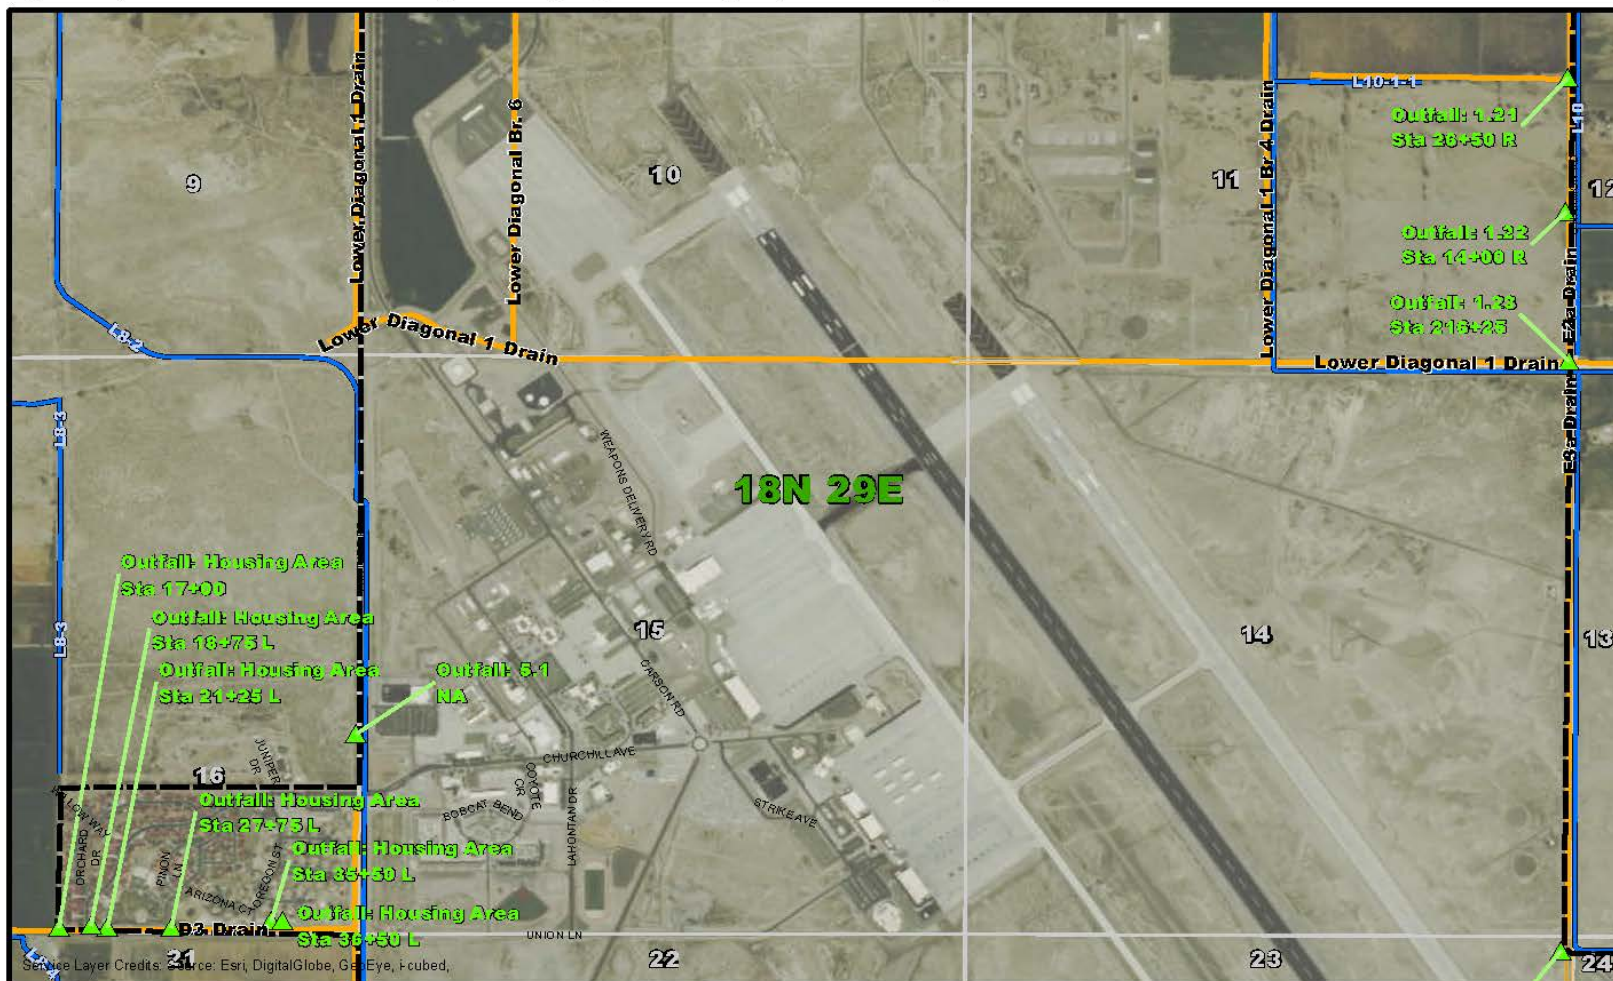 Lower Diagonal 1 Drain
Lower Diagonal Br. 6
9
10
11
12
Lower Diagonal 1 Br 4 Drain
L10-1-1
L10
Outfall: 1.21
Sta 26+50 R
Outfall: 1.22
Sta 14+00 R
Outfall: 1.23
Sta 216+25
E2a Drain
L8-2
Lower Diagonal 1 Drain
Lower Diagonal 1 Drain
E3a Drain
L8-3
WEAPONS DELIVERY RD
18N 29E
Outfall: Housing Area
Sta 17+00
Outfall: Housing Area
Sta 18+75 L
Outfall: Housing Area
Sta 21+25 L
L8-3
15
14
13
Outfall: 5.1
NA
CARSON RD
CHURCHILL AVE
JUNIPER
DR
16
WILLOW WAY
Outfall: Housing Area
Sta 27+75 L
COYOTE
CIR
BOBCAT BEND
LAHONTAN DR
STRIKE AVE
ORCHARD
DR
PINON
LN
OREGON ST
ARIZONA CT
Outfall: Housing Area
Sta 35+50 L
Outfall: Housing Area
Sta 36+50 L
D3 Drain
UNION LN
21
22
23
24
L8-4
Service Layer Credits: Source: Esri, DigitalGlobe, GeoEye, i-cubed,